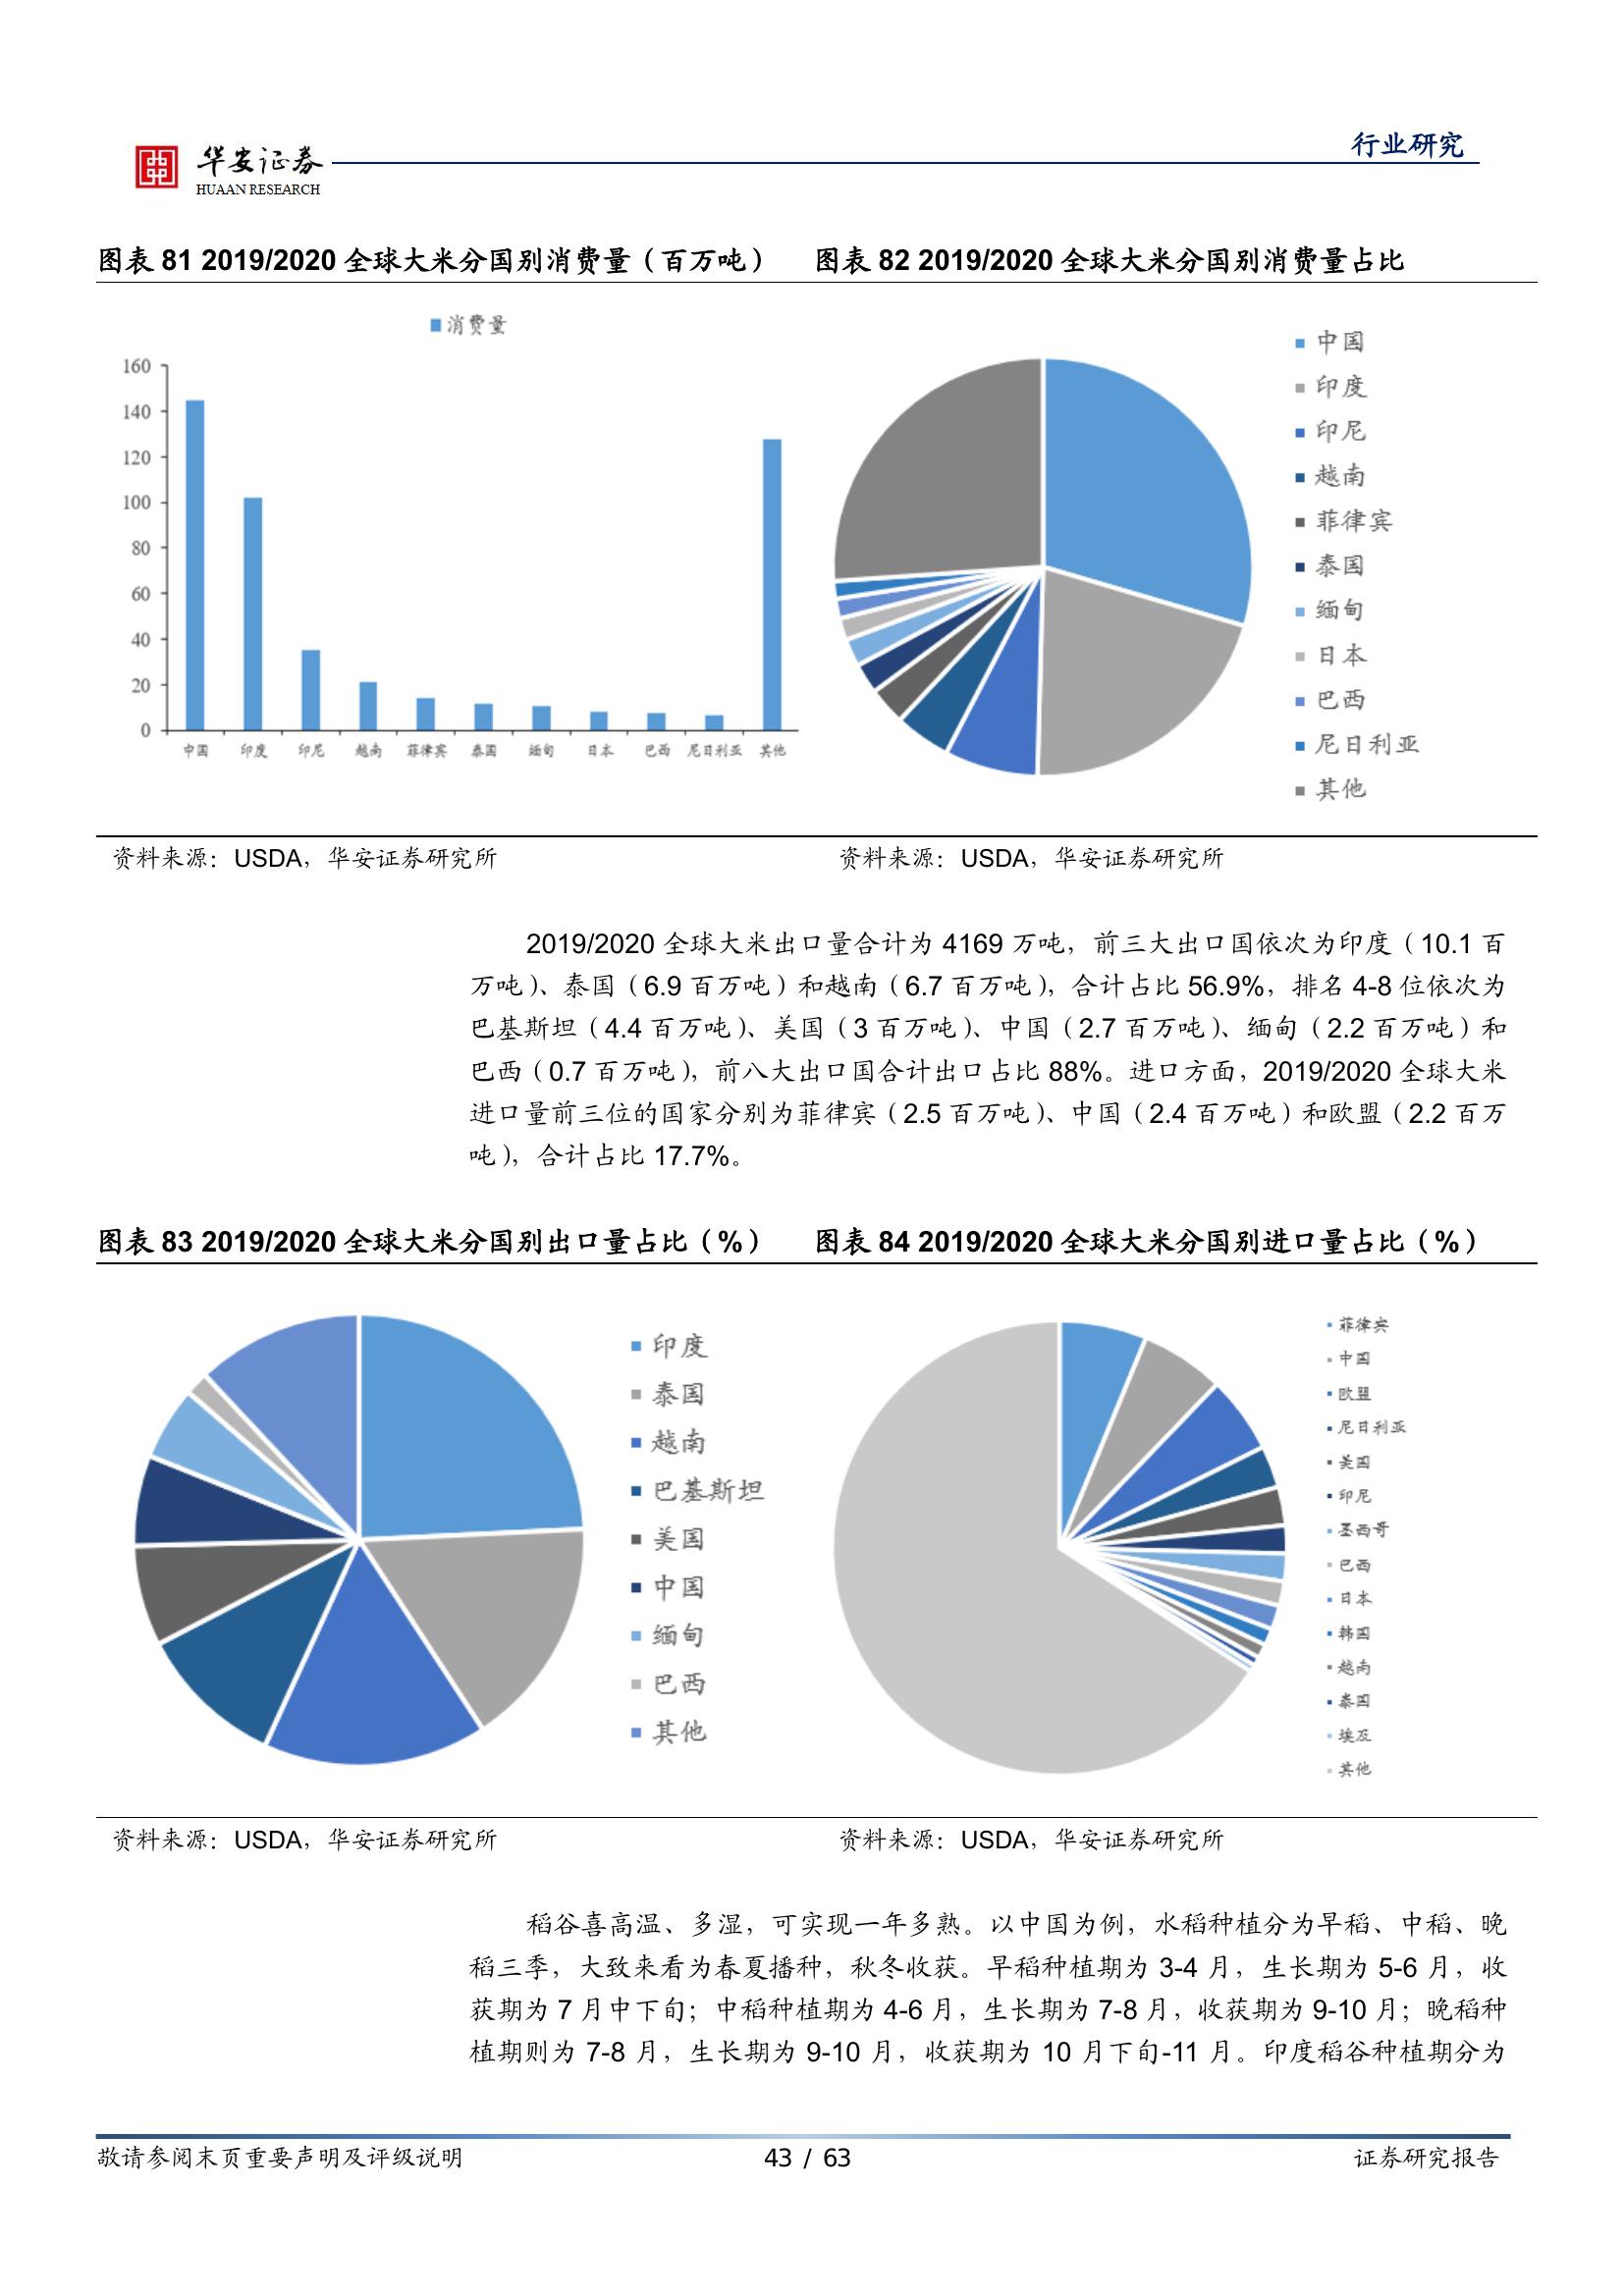 华安证券
HUAAN RESEARCH
行业研究
图表 81 2019/2020 全球大米分国别消费量（百万吨）
图表 82 2019/2020 全球大米分国别消费量占比
消费量
160
140
120
100
80
60
40
20
0
中国 印度 印尼 越南 菲律宾 泰国 缅甸 日本 巴西 尼日利亚 其他
中国
印度
印尼
越南
菲律宾
泰国
缅甸
日本
巴西
尼日利亚
其他
资料来源：USDA，华安证券研究所
资料来源：USDA，华安证券研究所
2019/2020 全球大米出口量合计为 4169 万吨，前三大出口国依次为印度（10.1 百
万吨）、泰国（6.9 百万吨）和越南（6.7 百万吨），合计占比 56.9%，排名 4-8 位依次为
巴基斯坦（4.4 百万吨）、美国（3 百万吨）、中国（2.7 百万吨）、缅甸（2.2 百万吨）和
巴西（0.7 百万吨），前八大出口国合计出口占比 88%。进口方面，2019/2020 全球大米
进口量前三位的国家分别为菲律宾（2.5 百万吨）、中国（2.4 百万吨）和欧盟（2.2 百万
吨），合计占比 17.7%。
图表 83 2019/2020 全球大米分国别出口量占比（%）
图表 84 2019/2020 全球大米分国别进口量占比（%）
印度
泰国
越南
巴基斯坦
美国
中国
缅甸
巴西
其他
菲律宾
中国
欧盟
尼日利亚
美国
印尼
墨西哥
巴西
日本
韩国
越南
泰国
埃及
其他
资料来源：USDA，华安证券研究所
资料来源：USDA，华安证券研究所
稻谷喜高温、多湿，可实现一年多熟。以中国为例，水稻种植分为早稻、中稻、晚
稻三季，大致来看为春夏播种，秋冬收获。早稻种植期为 3-4 月，生长期为 5-6 月，收
获期为 7 月中下旬；中稻种植期为 4-6 月，生长期为 7-8 月，收获期为 9-10 月；晚稻种
植期则为 7-8 月，生长期为 9-10 月，收获期为 10 月下旬-11 月。印度稻谷种植期分为
敬请参阅末页重要声明及评级说明
43 / 63
证券研究报告